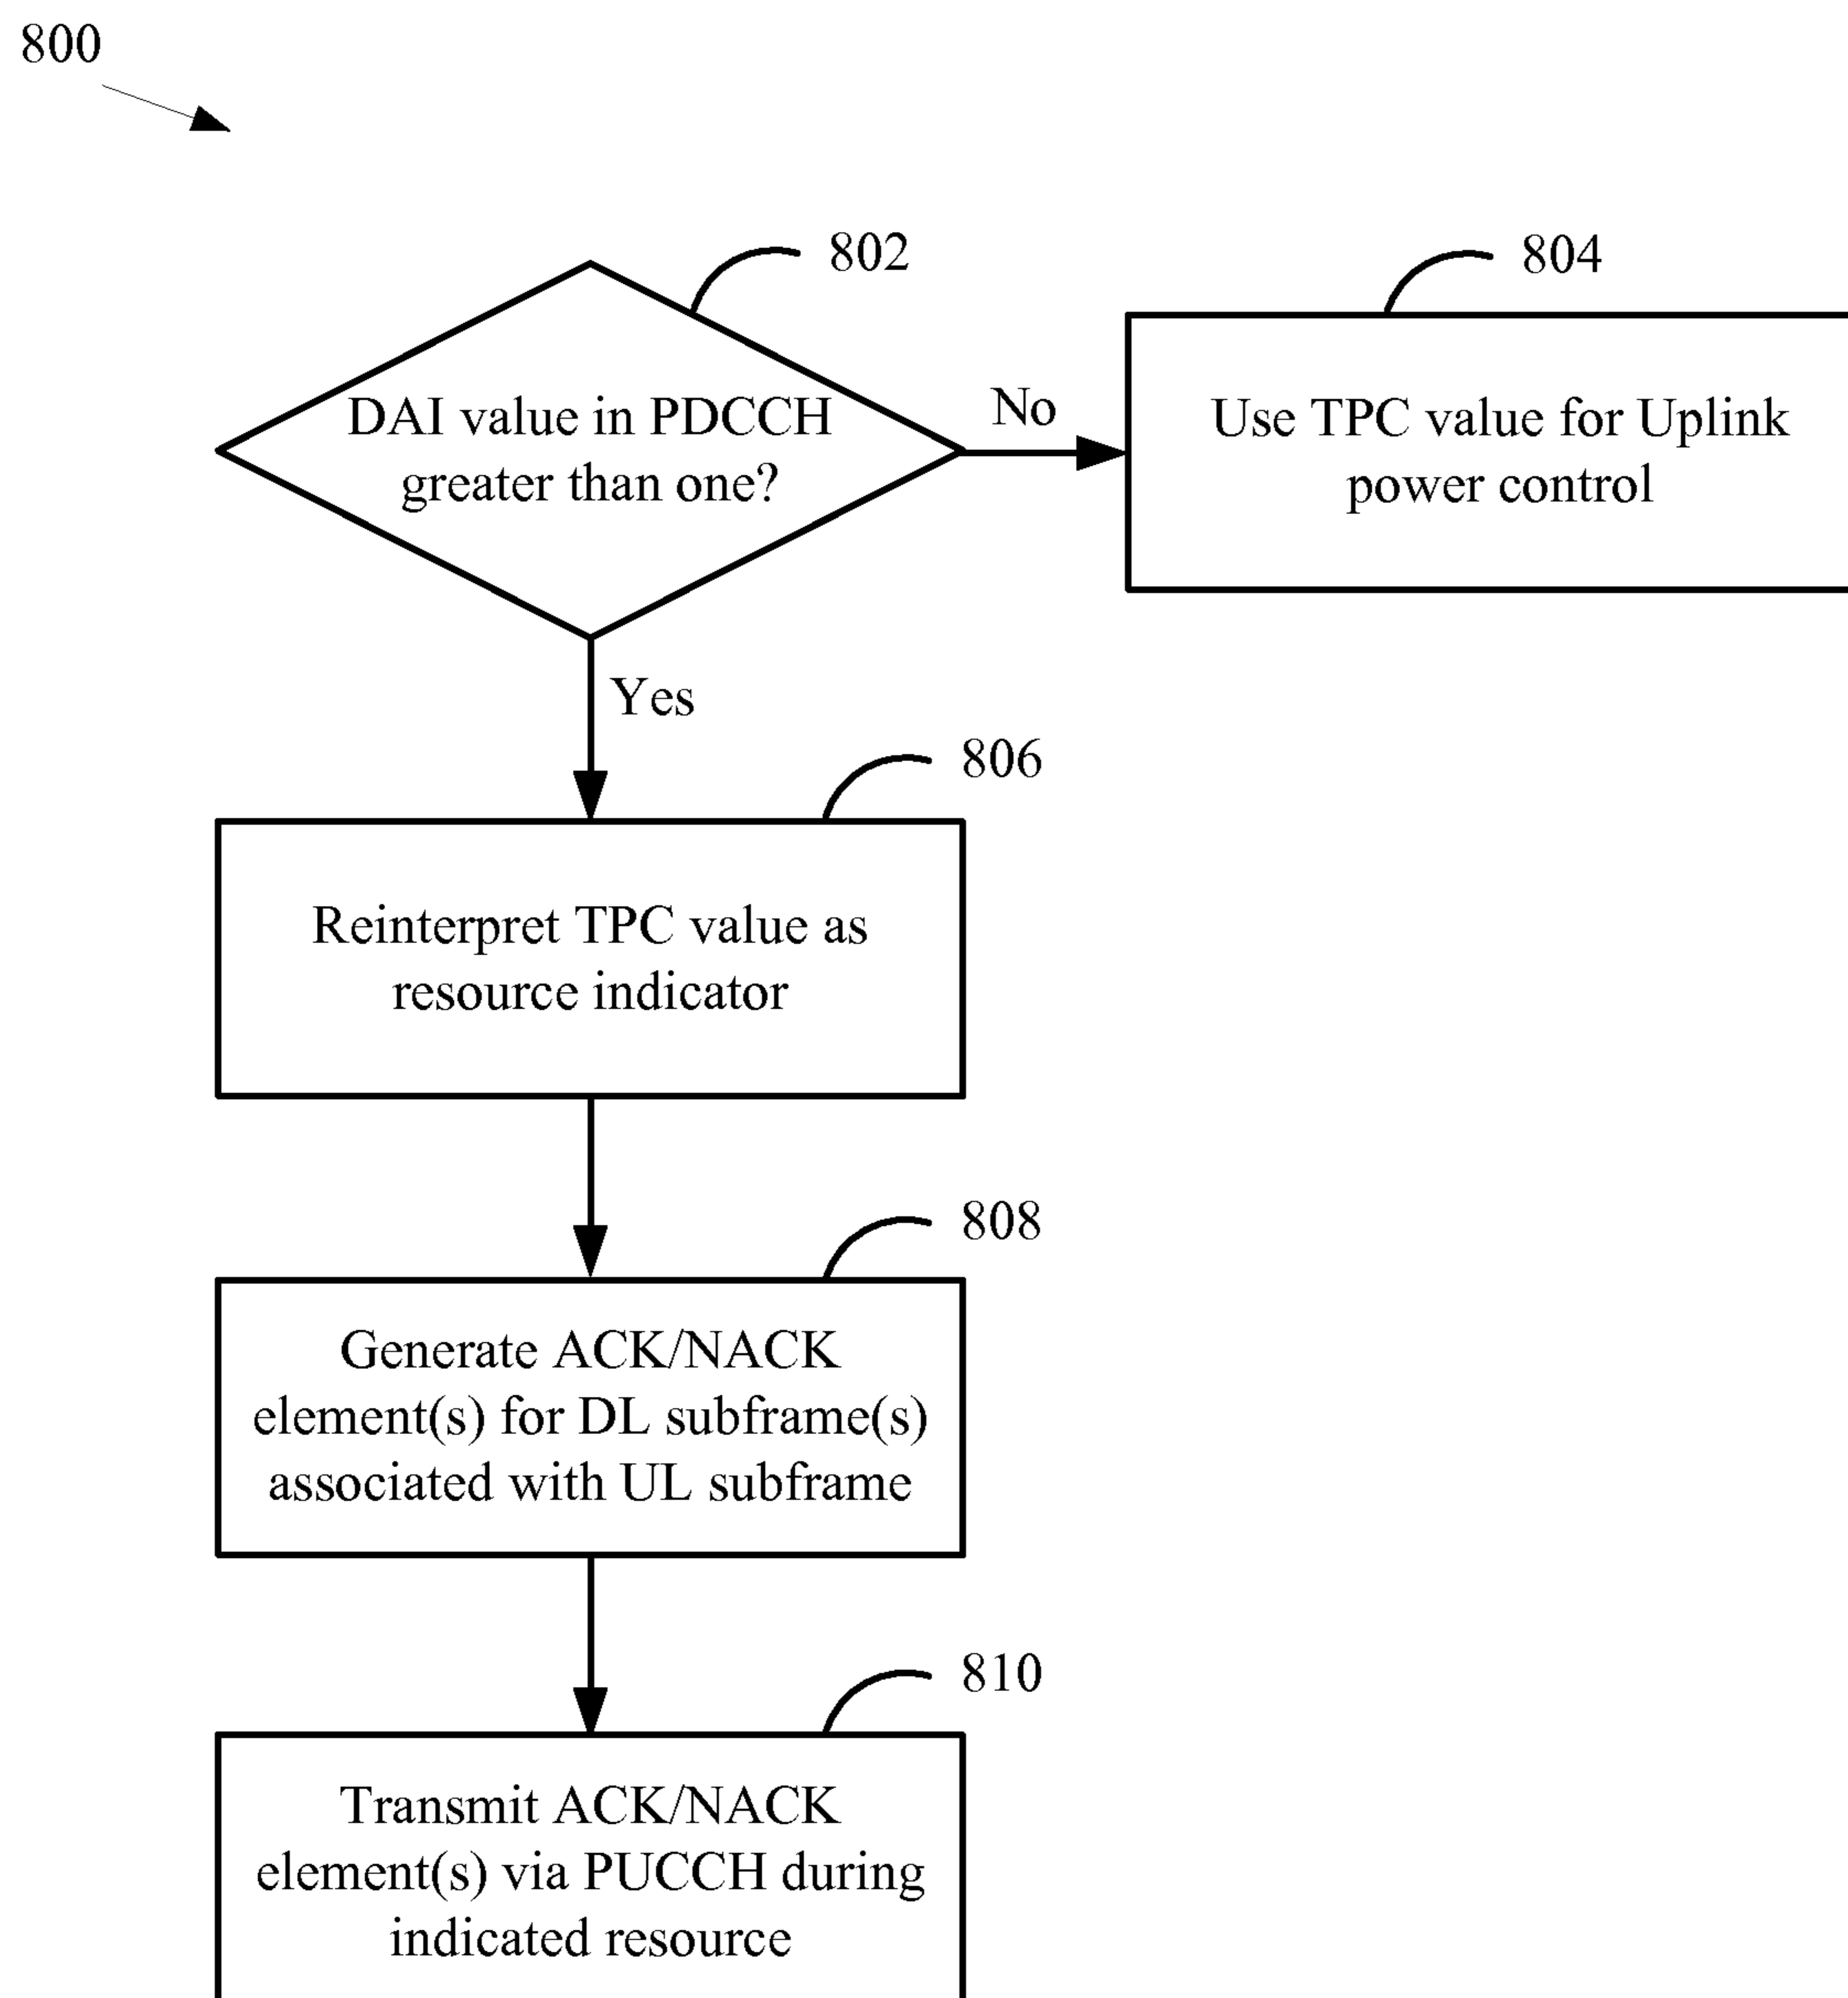 800
802
804
DAI value in PDCCH
greater than one?
No
Use TPC value for Uplink
power control
Yes
806
Reinterpret TPC value as
resource indicator
808
Generate ACK/NACK
element(s) for DL subframe(s)
associated with UL subframe
810
Transmit ACK/NACK
element(s) via PUCCH during
indicated resource